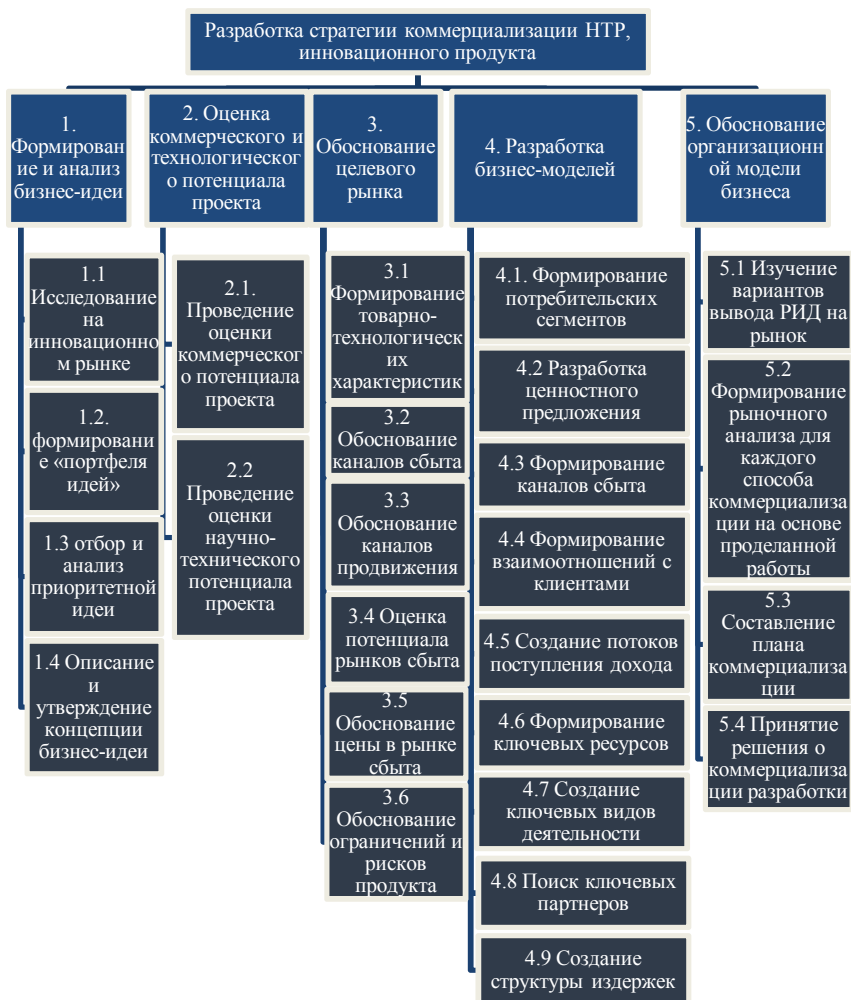 Разработка стратегии коммерциализации НТР,
инновационного продукта
1.
Формирован
ие и анализ
бизнес-идеи
2. Оценка
коммерческого и
технологическог
о потенциала
проекта
3.
Обоснование
целевого
рынка
4. Разработка
бизнес-моделей
5. Обоснование
организационн
ой модели
бизнеса
1.1
Исследование
на
инновационно
м рынке
1.2.
формировани
е «портфеля
идей»
1.3 отбор и
анализ
приоритетной
идеи
1.4 Описание
и
утверждение
концепции
бизнес-идеи
2.1.
Проведение
оценки
коммерческог
о потенциала
проекта
2.2
Проведение
оценки
научно-
технического
потенциала
проекта
3.1
Формирование
товарно-
технологическ
их
характеристик
3.2
Обоснование
каналов сбыта
3.3
Обоснование
каналов
продвижения
3.4 Оценка
потенциала
рынков сбыта
3.5
Обоснование
цены в рынке
сбыта
3.6
Обоснование
ограничений и
рисков
продукта
4.1. Формирование
потребительских
сегментов
4.2 Разработка
ценностного
предложения
4.3 Формирование
каналов сбыта
4.4 Формирование
взаимоотношений с
клиентами
4.5 Создание потоков
поступления дохода
4.6 Формирование
ключевых ресурсов
4.7 Создание
ключевых видов
деятельности
4.8 Поиск ключевых
партнеров
4.9 Создание
структуры издержек
5.1 Изучение
вариантов
вывода РИД на
рынок
5.2
Формирование
рыночного
анализа для
каждого
способа
коммерциализа
ции на основе
проделанной
работы
5.3
Составление
плана
коммерциализа
ции
5.4 Принятие
решения о
коммерциализа
ции разработки